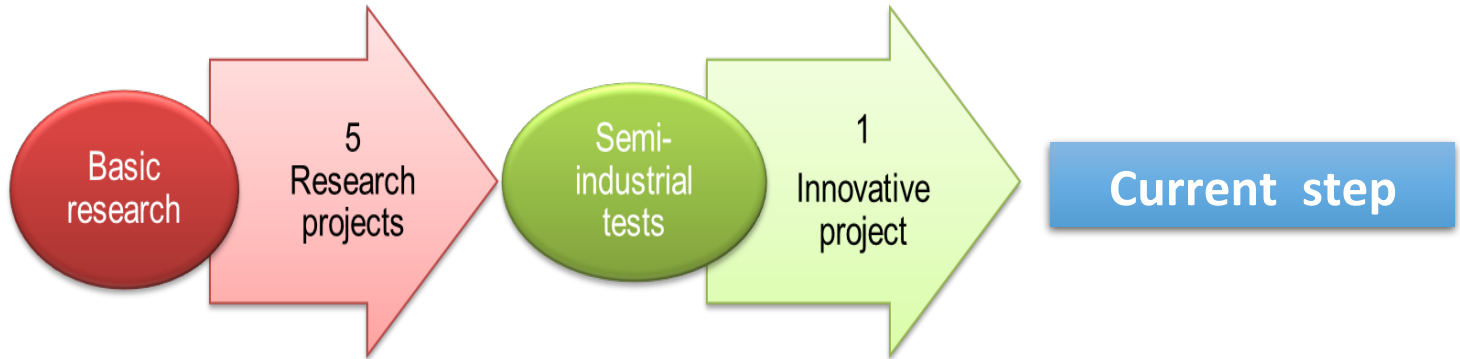 Basic
research
5
Research
projects
Semi-
industrial
tests
1
Innovative
project
Current step